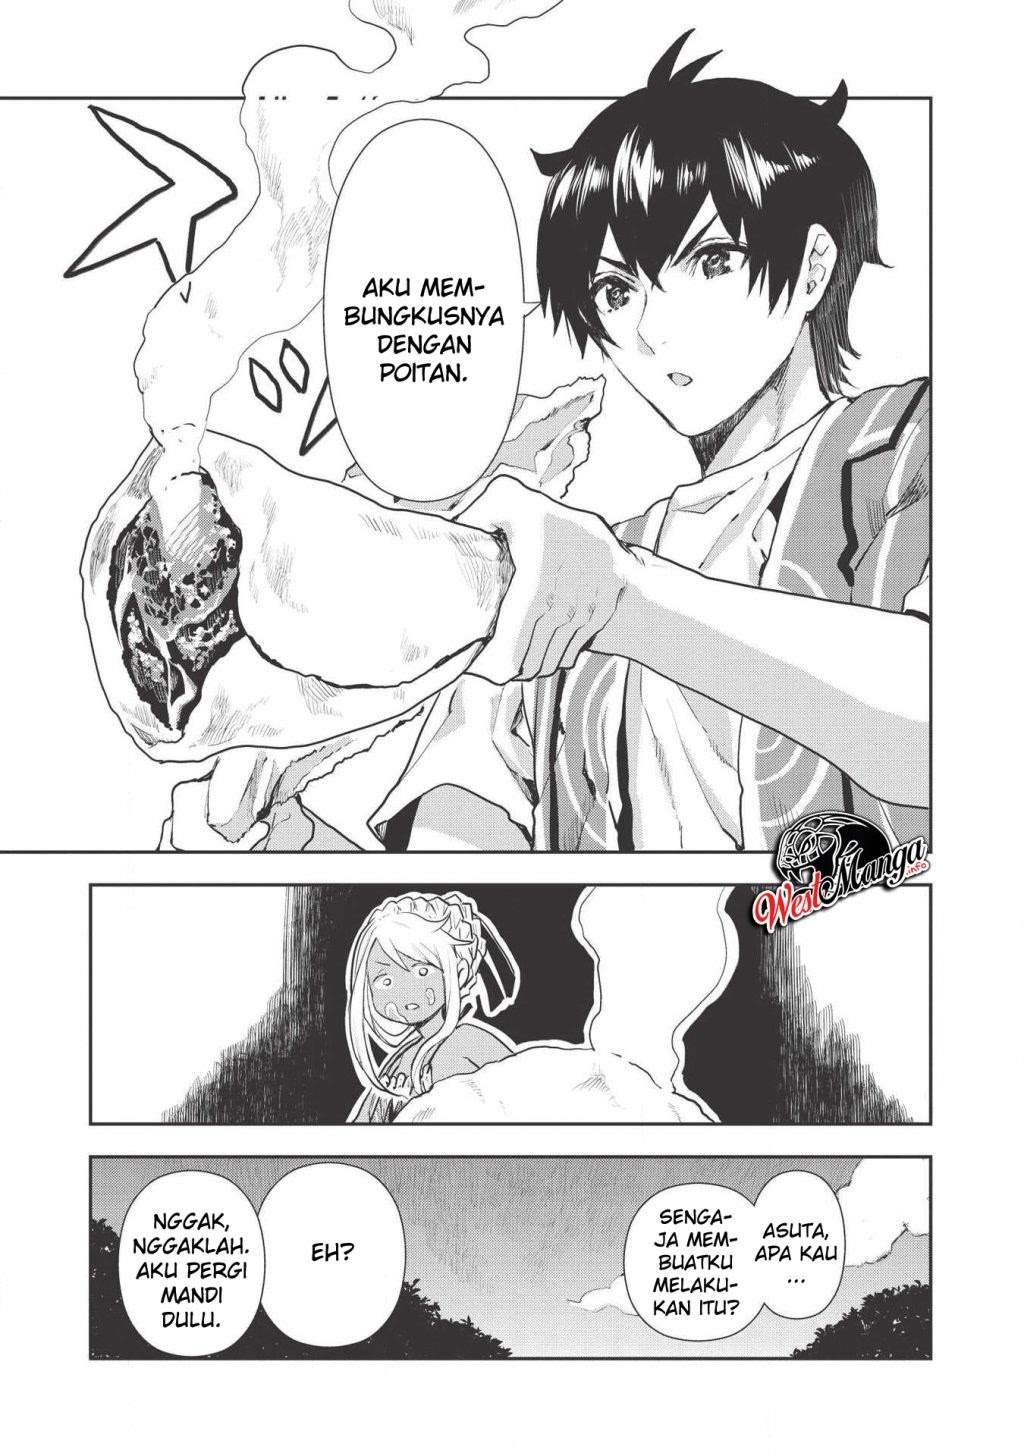 AKU MEM-
BUNGKUSNYA
DENGAN
POITAN.
WestManga
.info
ASUTA,
APA KAU
...
SENGA-
JA MEM-
BUATKU
MELAKU-
KAN ITU?
EH?
NGGAK,
NGGAKLAH.
AKU PERGI
MANDI
DULU.